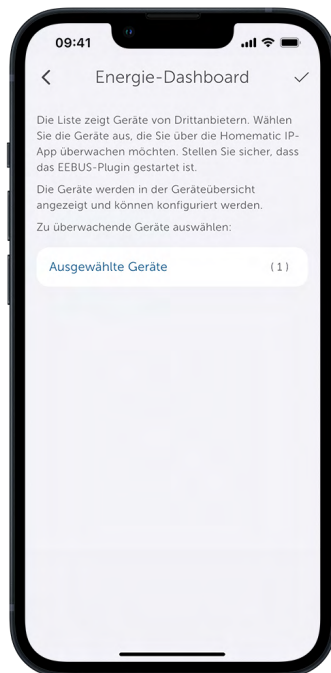 09:41
Energie-Dashboard
Die Liste zeigt Geräte von Drittanbietern. Wählen
Sie die Geräte aus, die Sie über die Homematic IP-
App überwachen möchten. Stellen Sie sicher, dass
das EEBUS-Plugin gestartet ist.
Die Geräte werden in der Geräteübersicht
angezeigt und können konfiguriert werden.
Zu überwachende Geräte auswählen:
Ausgewählte Geräte (1)